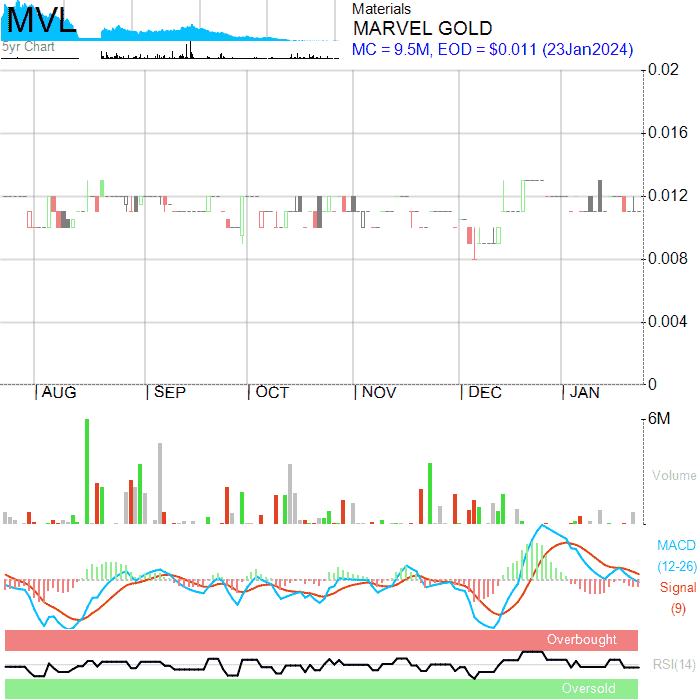 MVL
5yr Chart
Materials
MARVEL GOLD
MC = 9.5M, EOD = $0.011 (23Jan2024)
0.02
0.016
0.012
0.008
0.004
0
AUG SEP OCT NOV DEC JAN
6M
Volume
MACD
(12-26)
Signal
(9)
Overbought
RSI(14)
Oversold